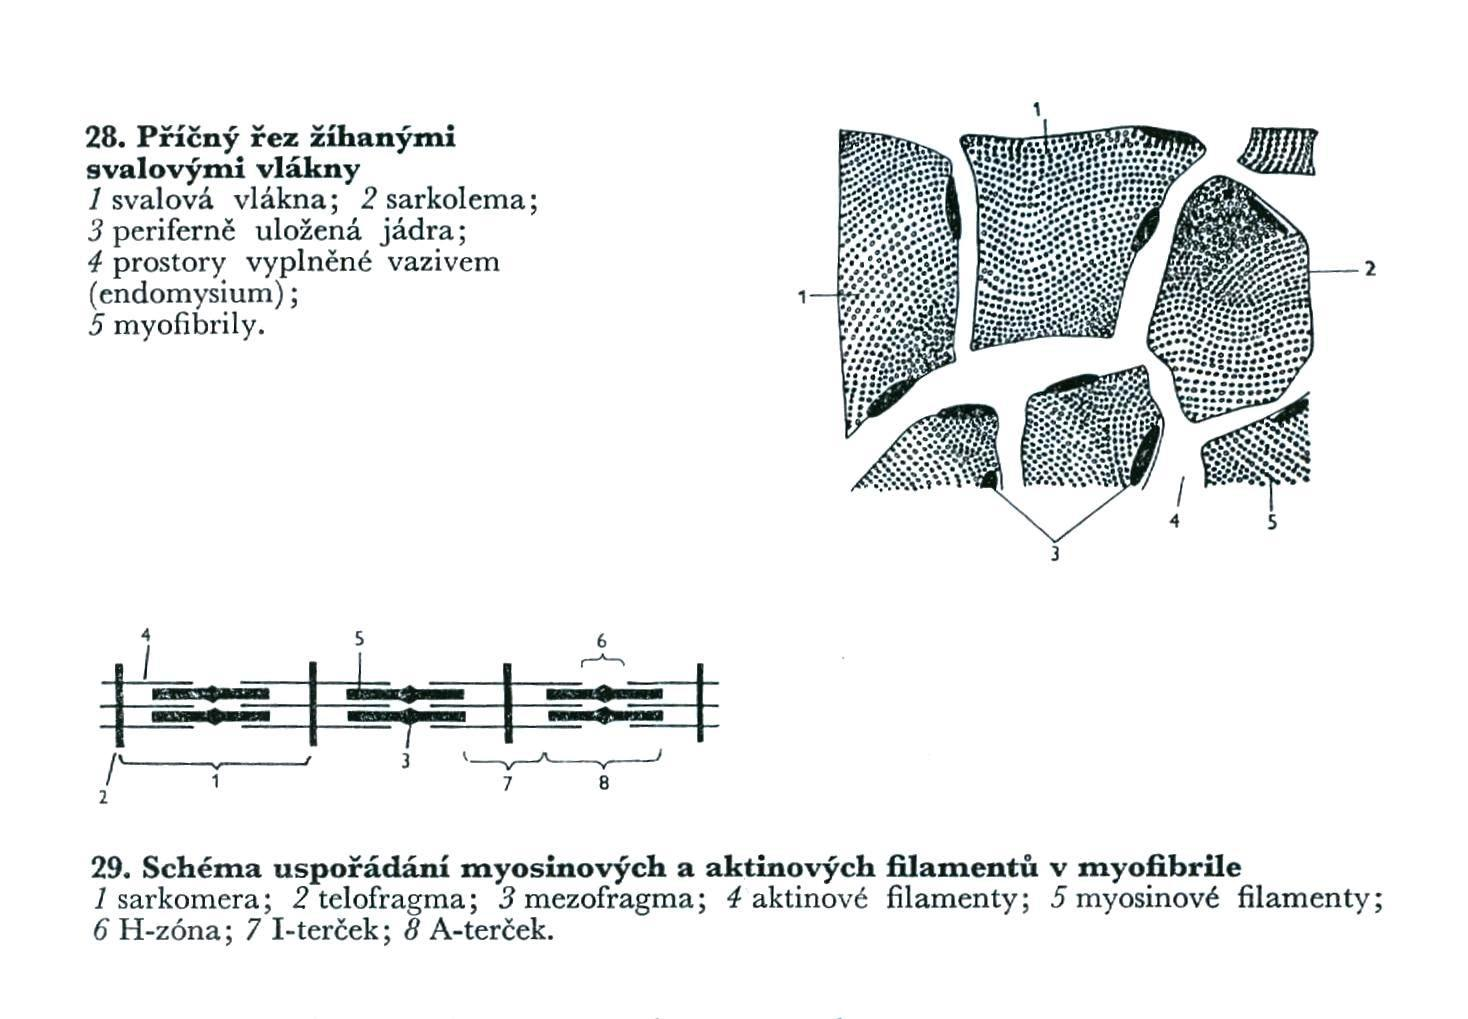 28. Příčný řez žíhanými
svalovými vlákny
1 svalová vlákna; 2 sarkolema;
3 periferně uložená jádra;
4 prostory vyplněné vazivem
(endomysium);
5 myofibrily.
1
1
2
3
4
5
4
5
6
2
1
3
7
8
29. Schéma uspořádání myosinových a aktinových filamentů v myofibrile
1 sarkomera; 2 telofragma; 3 mezofragma; 4 aktinové filamenty; 5 myosinové filamenty;
6 H-zóna; 7 I-terček; 8 A-terček.